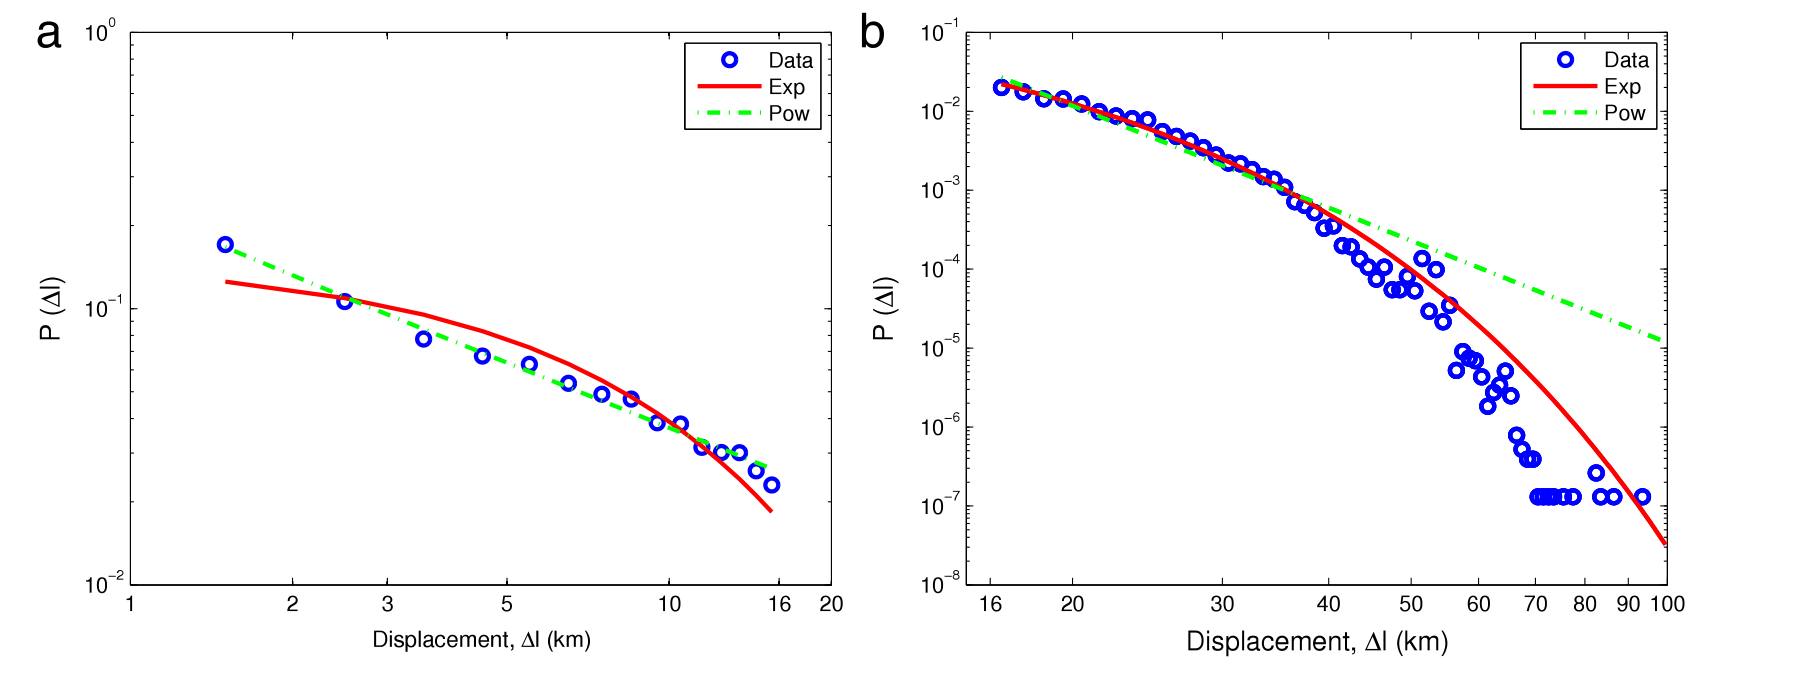 a
10^0
10^-1
10^-2
P (Δl)
1 2 3 5 10 16 20
Displacement, Δl (km)
Data
Exp
Pow
b
10^-1
10^-2
10^-3
10^-4
10^-5
10^-6
10^-7
10^-8
P (Δl)
16 20 30 40 50 60 70 80 90 100
Displacement, Δl (km)
Data
Exp
Pow